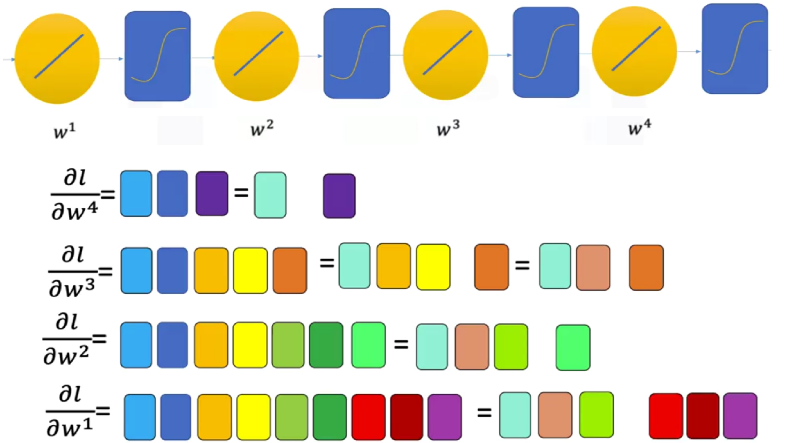 w¹ w² w³ w⁴
∂l/∂w⁴ = =
∂l/∂w³ = = =
∂l/∂w² = =
∂l/∂w¹ = =